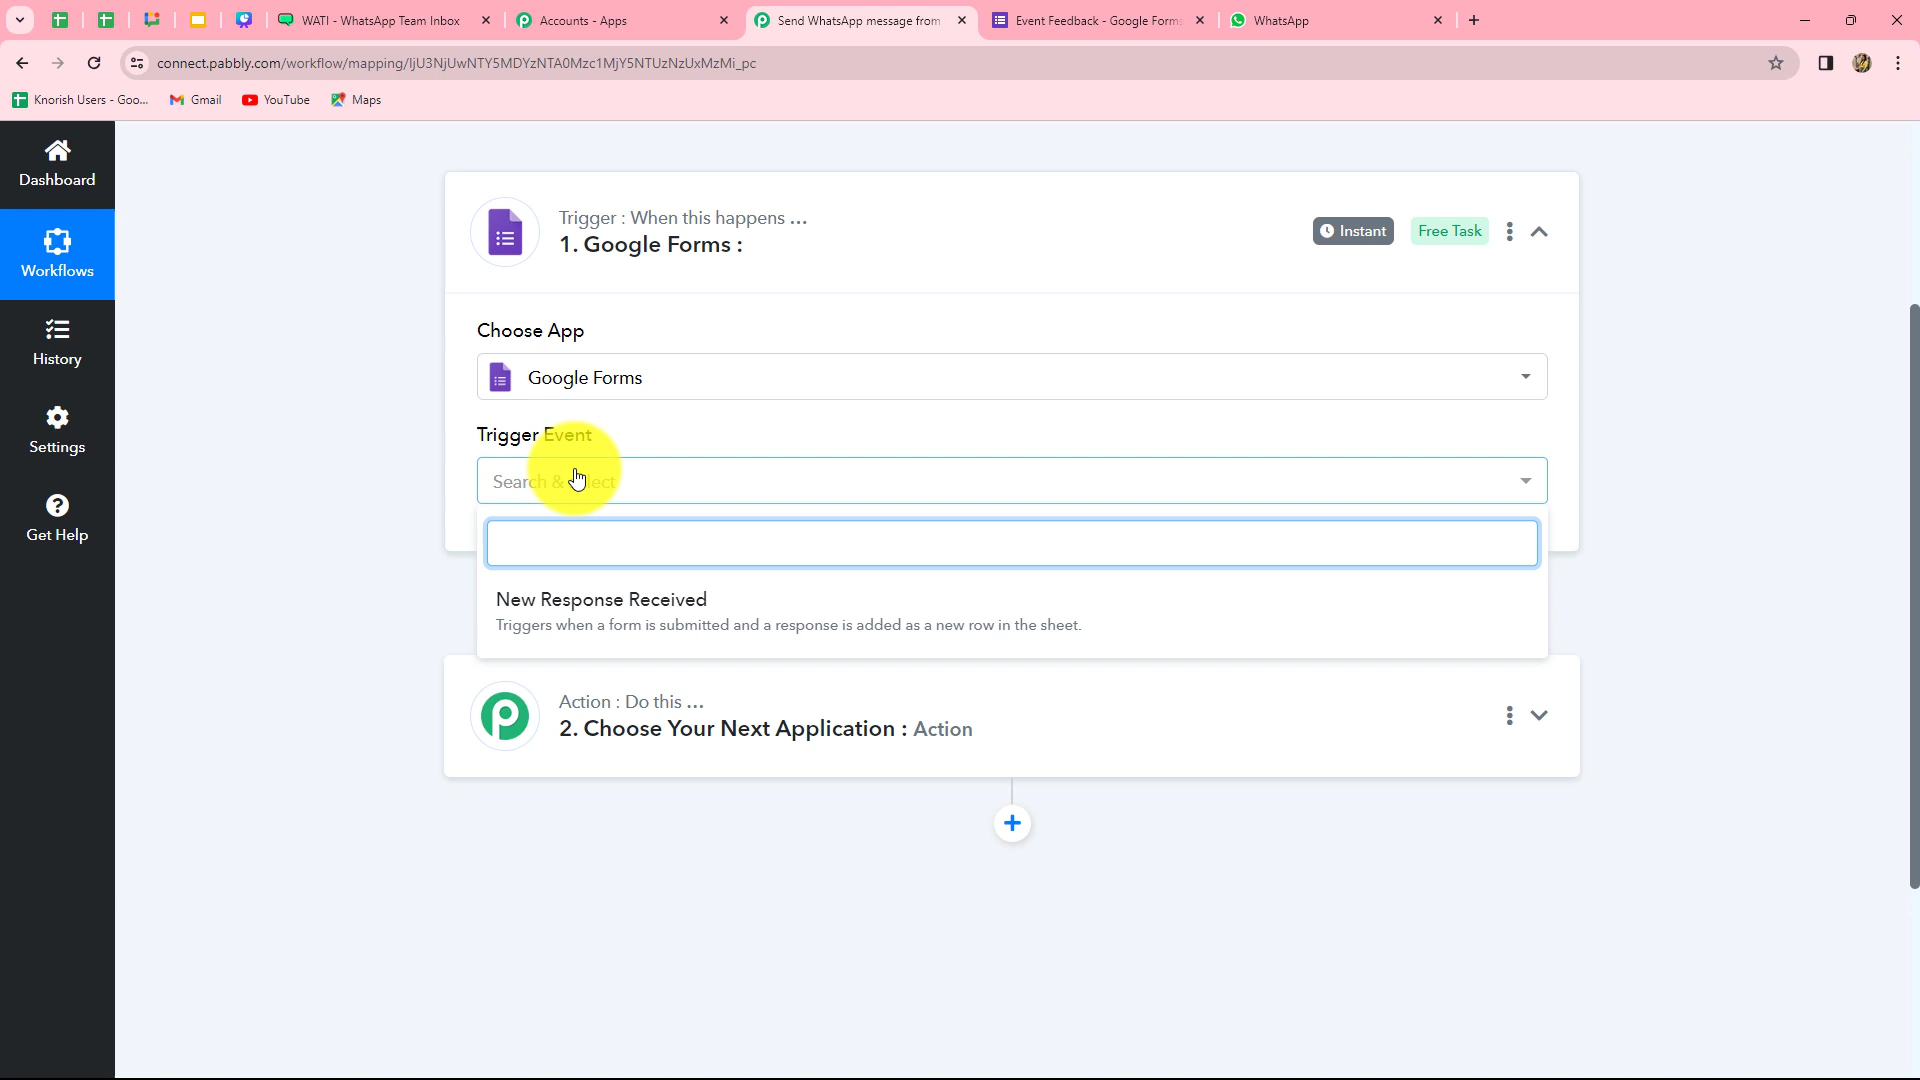 WATI - WhatsApp Team Inbox
Accounts - Apps
Send WhatsApp message from
Event Feedback - Google Forms
WhatsApp
connect.pabbly.com/workflow/mapping/IjU3NjUwNTY5MDYzNTA0Mzc1MjY5NTUzNzUxMzMi_pc
Knorish Users - Goo...
Gmail
YouTube
Maps
Dashboard
Workflows
History
Settings
Get Help
Trigger : When this happens ...
1. Google Forms :
Instant
Free Task
Choose App
Google Forms
Trigger Event
Search & Select
New Response Received
Triggers when a form is submitted and a response is added as a new row in the sheet.
Action : Do this ...
2. Choose Your Next Application : Action